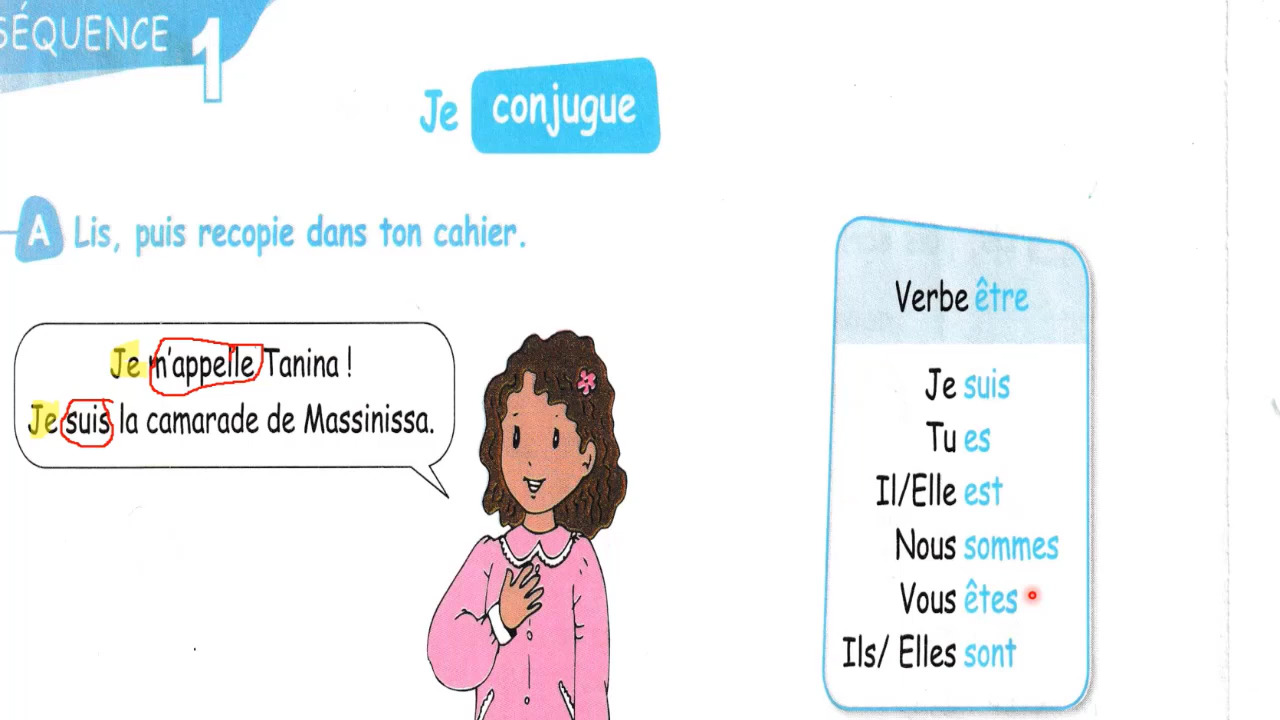 SÉQUENCE 1
Je conjugue
A Lis, puis recopie dans ton cahier.
Je m'appelle Tanina !
Je suis la camarade de Massinissa.
Verbe être
Je suis
Tu es
Il/Elle est
Nous sommes
Vous êtes
Ils/ Elles sont